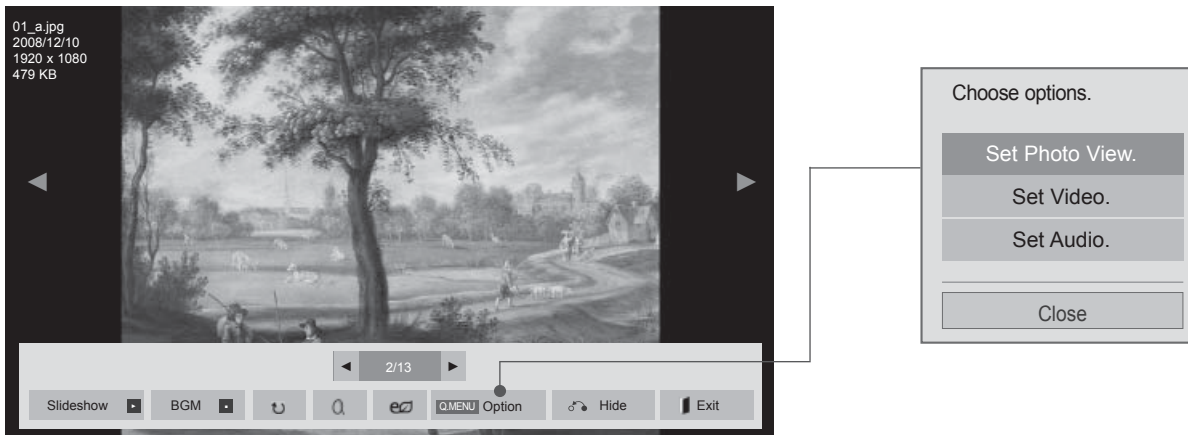 01_a.jpg
2008/12/10
1920 x 1080
479 KB
2/13
Slideshow BGM Q.MENU Option Hide Exit
Choose options.
Set Photo View.
Set Video.
Set Audio.
Close